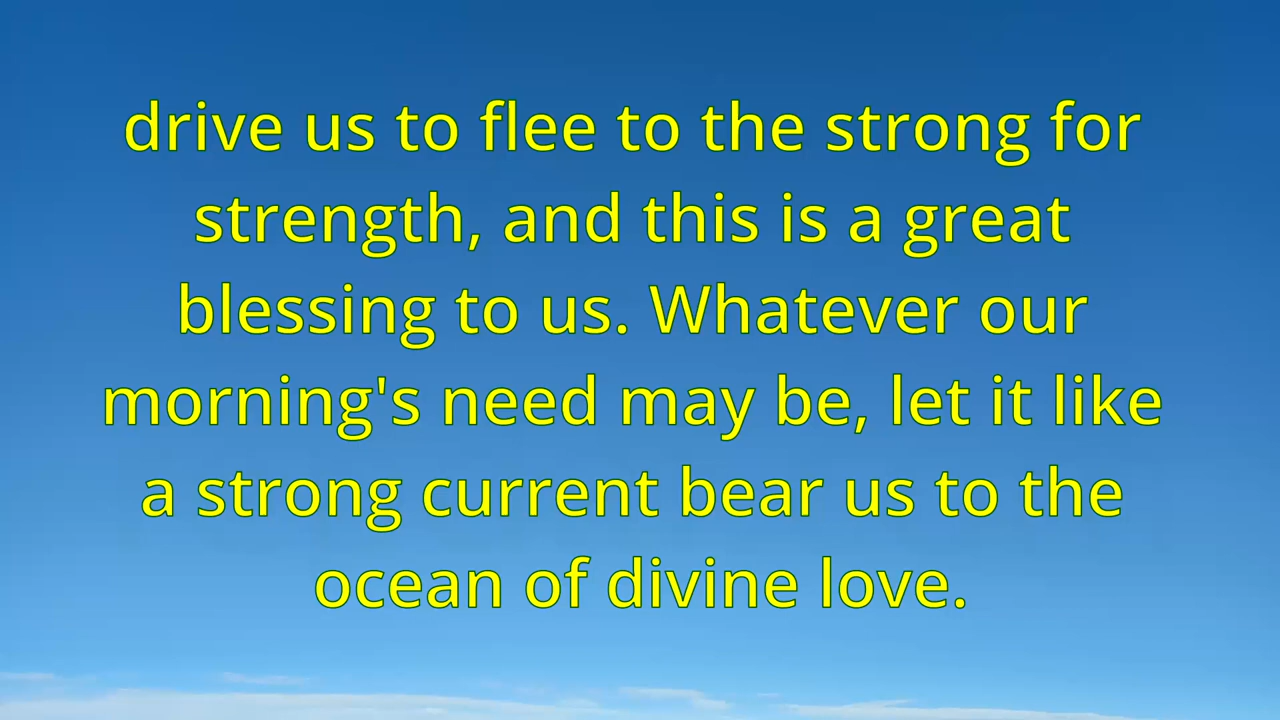 drive us to flee to the strong for
strength, and this is a great
blessing to us. Whatever our
morning's need may be, let it like
a strong current bear us to the
ocean of divine love.